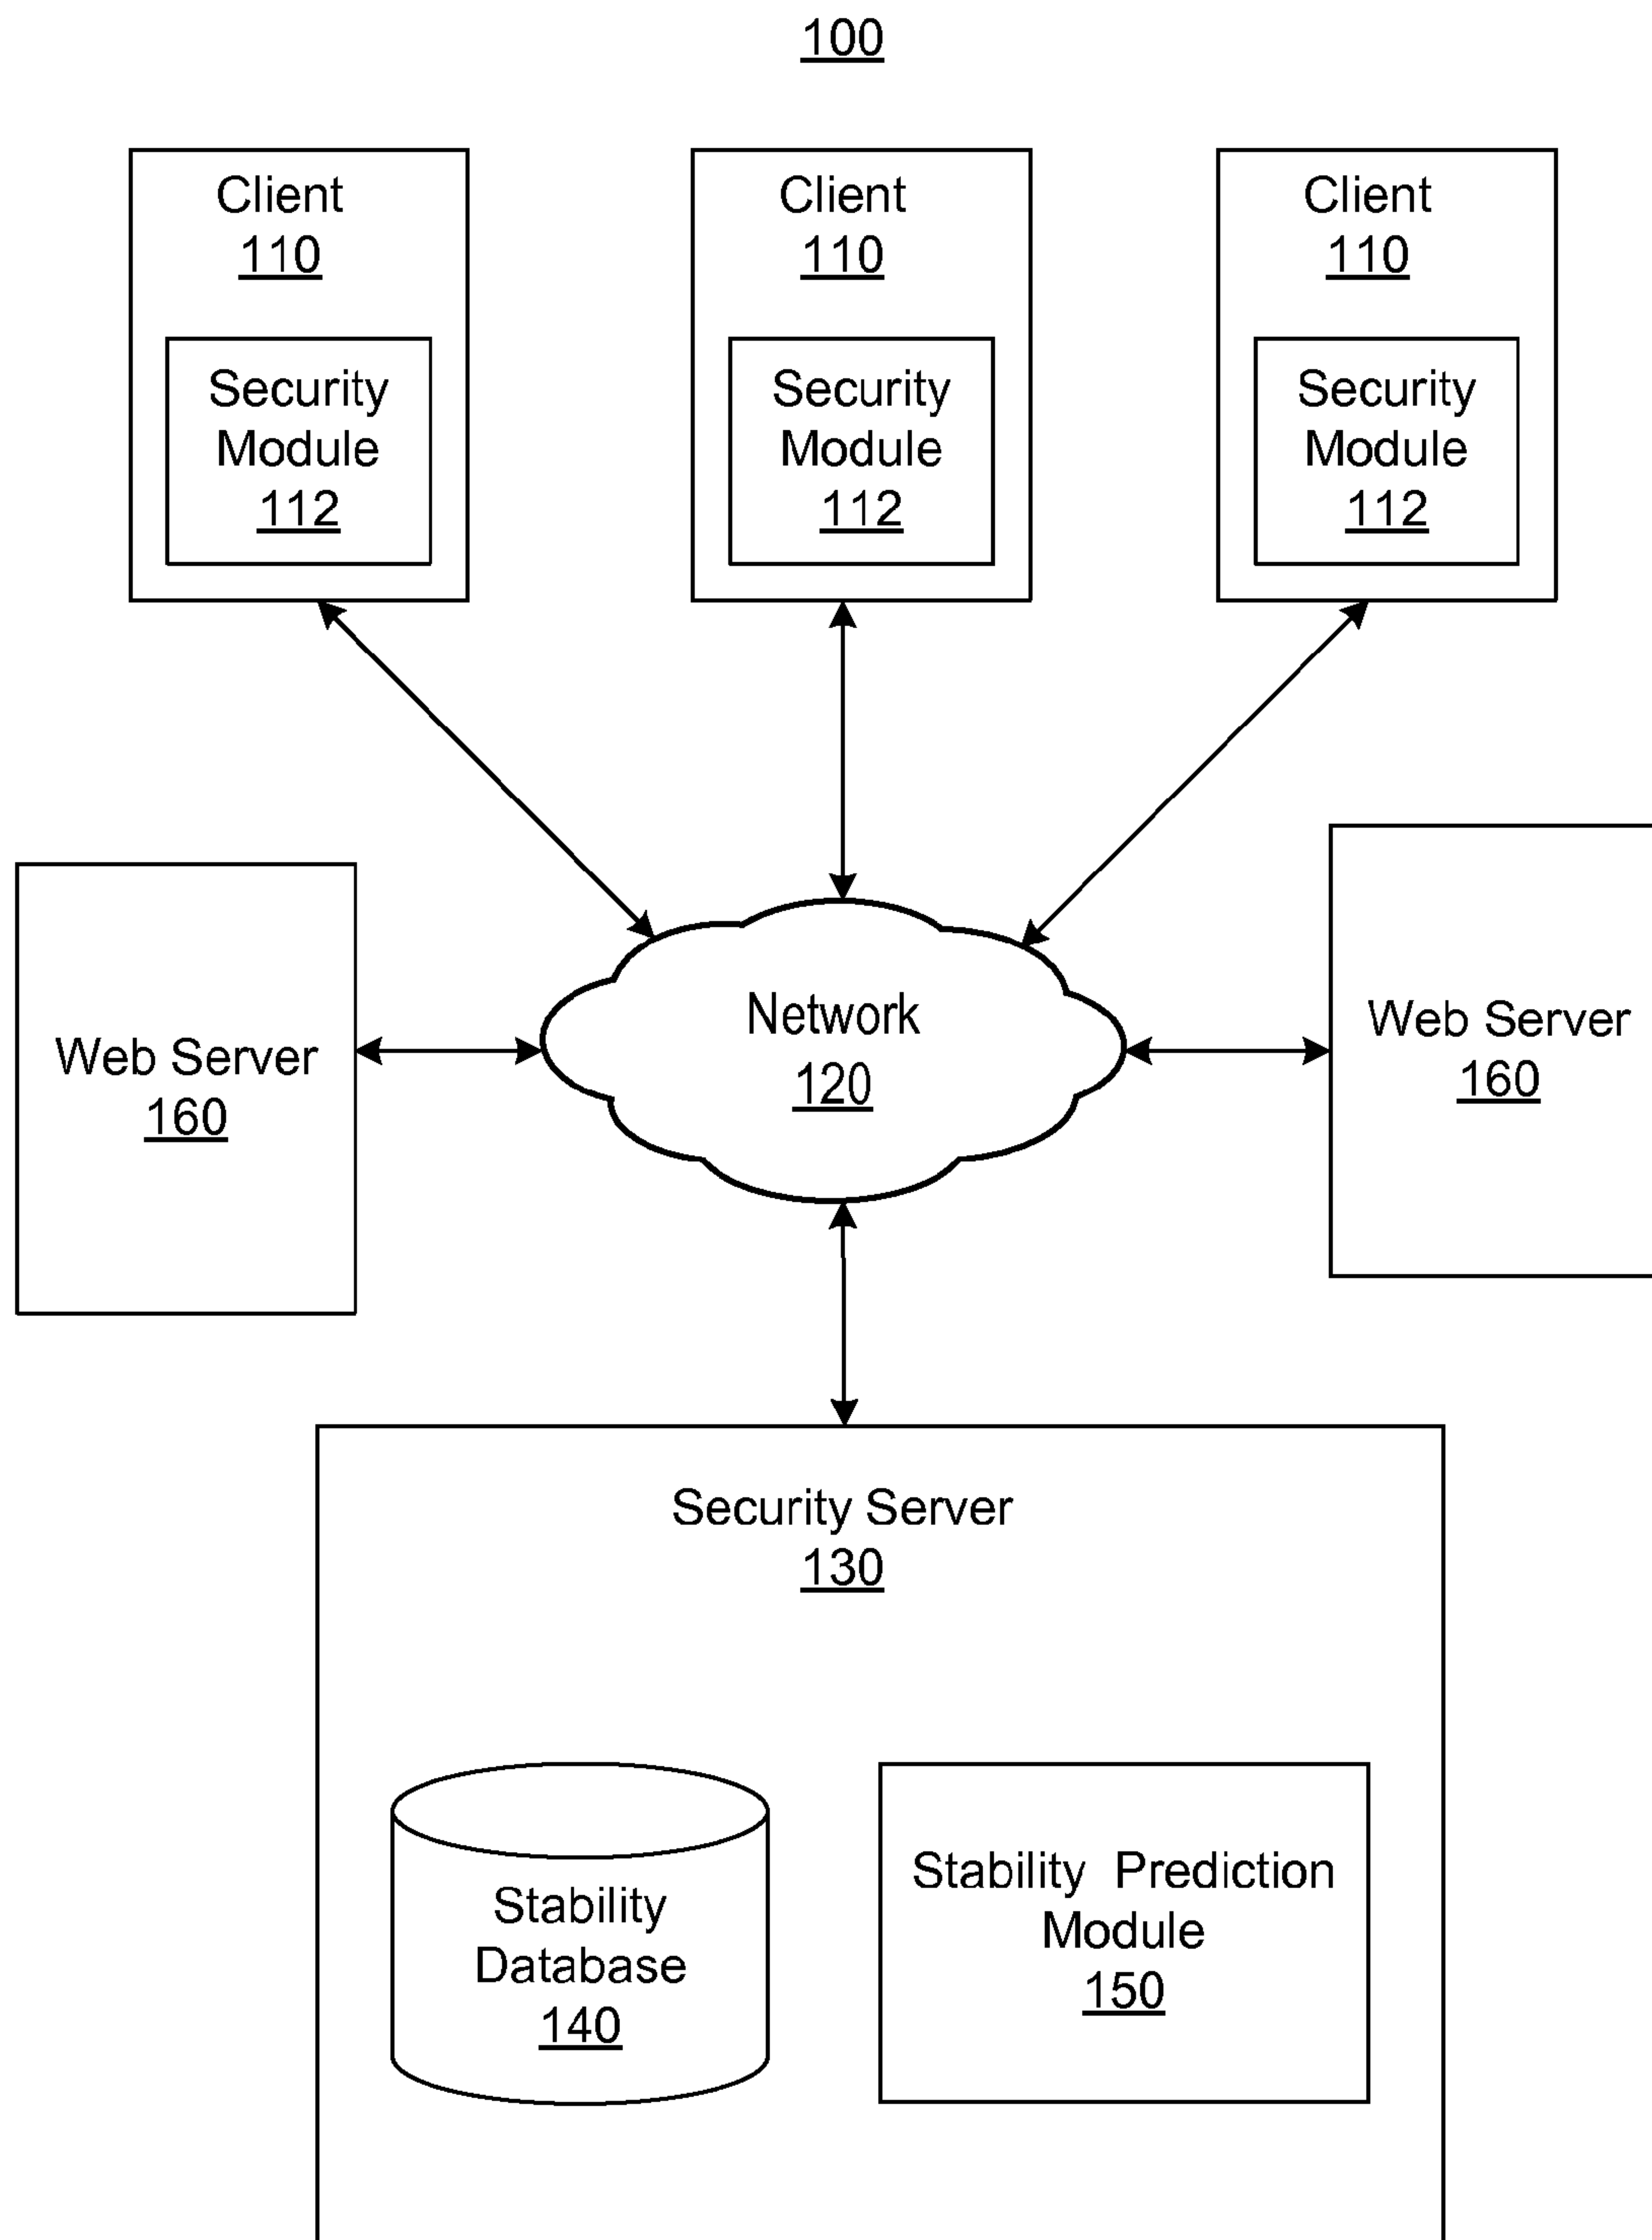 100
Client
110
Security
Module
112
Client
110
Security
Module
112
Client
110
Security
Module
112
Web Server
160
Network
120
Web Server
160
Security Server
130
Stability
Database
140
Stability Prediction
Module
150